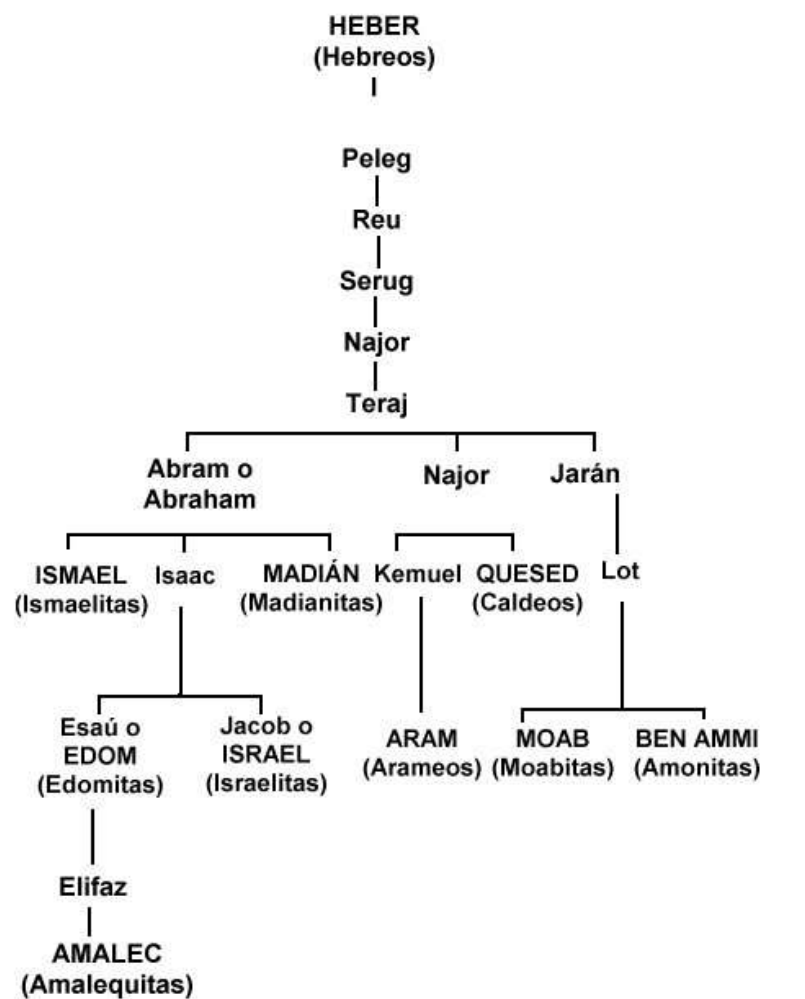 HEBER
(Hebreos)
Peleg
Reu
Serug
Najor
Teraj
Abram o
Abraham
Najor
Jarán
ISMAEL
(Ismaelitas)
Isaac
MADIÁN
(Madianitas)
Kemuel
QUESED
(Caldeos)
Lot
Esaú o
EDOM
(Edomitas)
Jacob o
ISRAEL
(Israelitas)
ARAM
(Arameos)
MOAB
(Moabitas)
BEN AMMI
(Amonitas)
Elifaz
AMALEC
(Amalequitas)